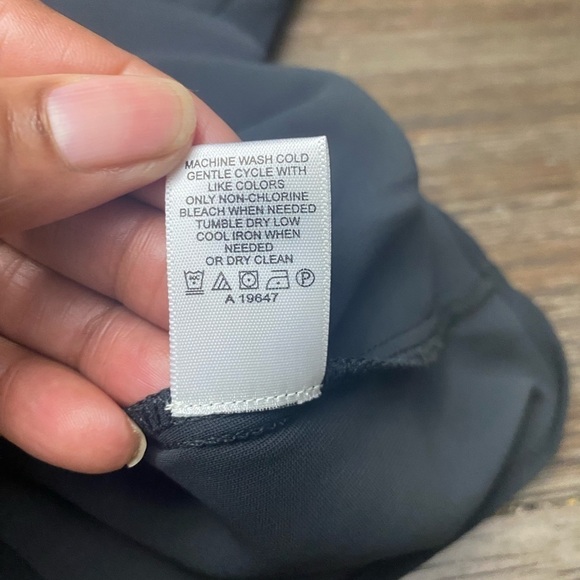 MACHINE WASH COLD
GENTLE CYCLE WITH
LIKE COLORS
ONLY NON-CHLORINE
BLEACH WHEN NEEDED
TUMBLE DRY LOW
COOL IRON WHEN
NEEDED
OR DRY CLEAN
P
A 19647